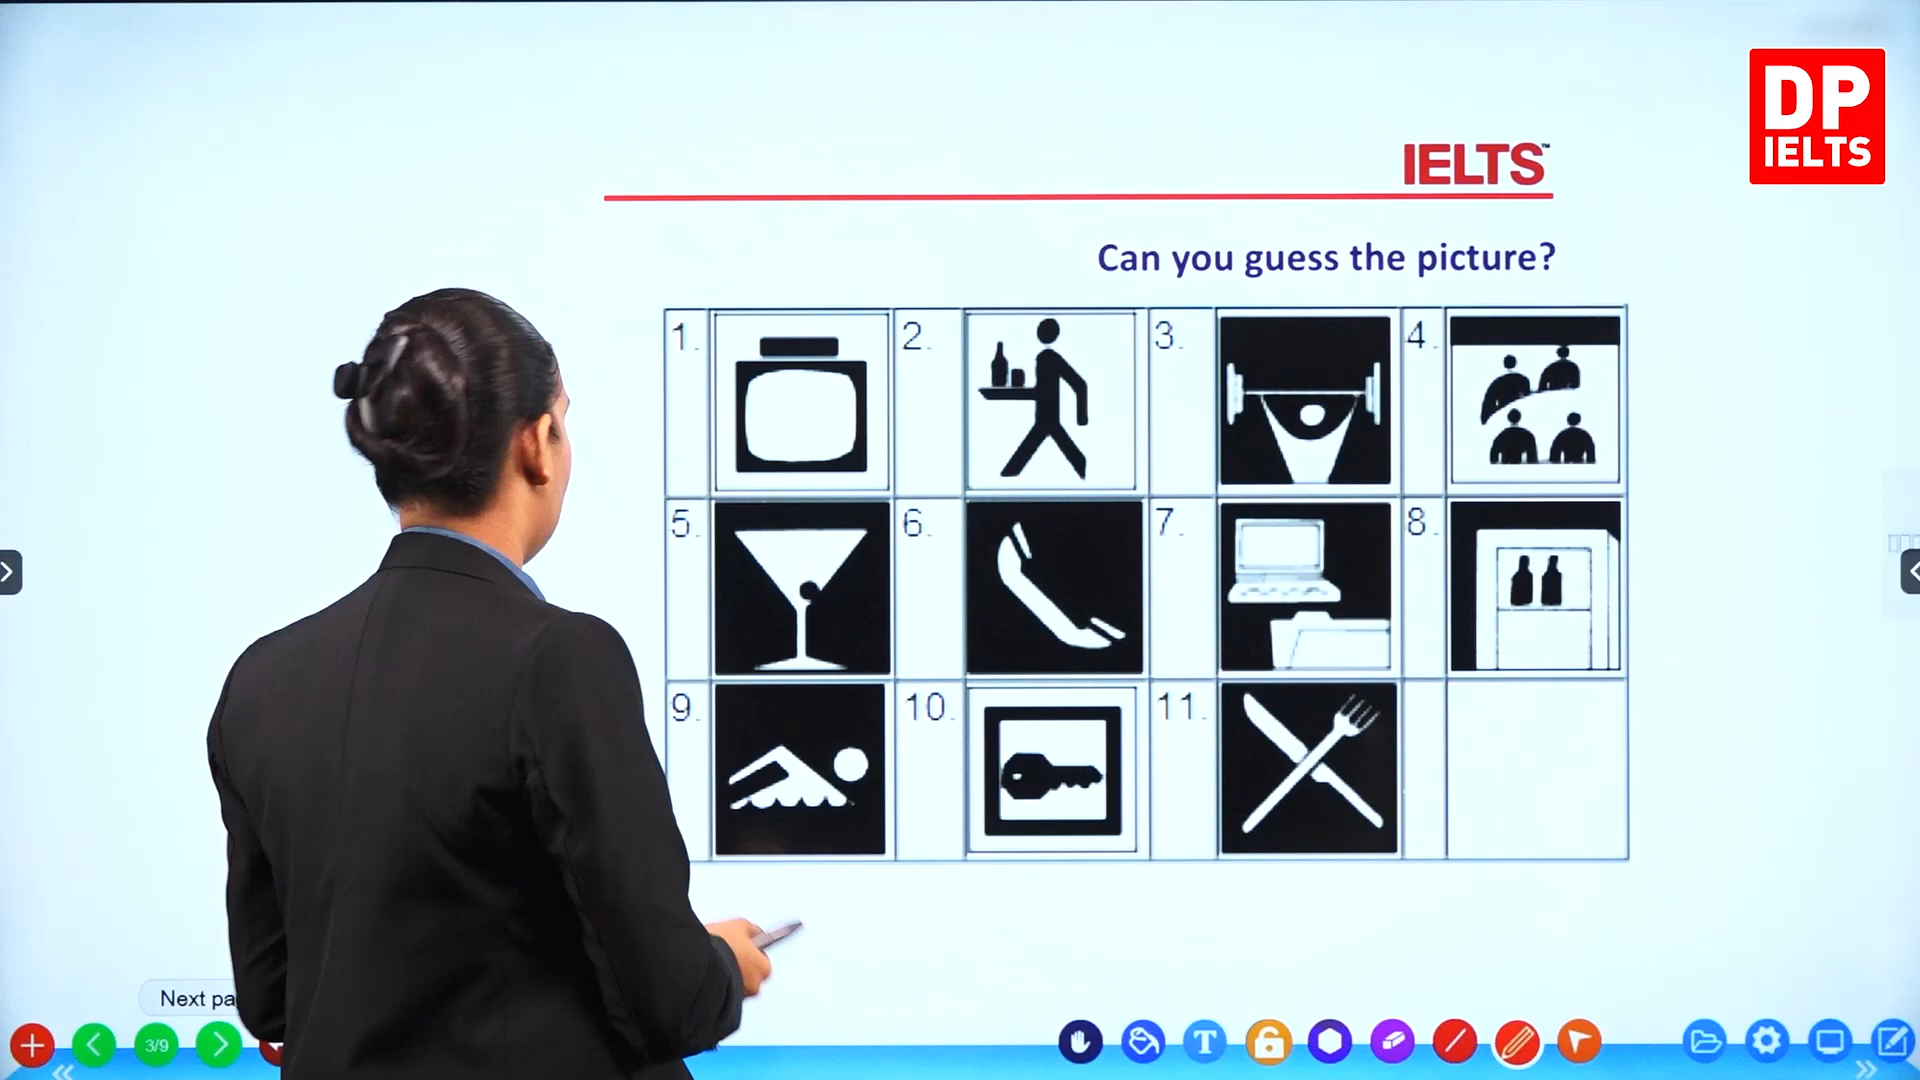 DP
IELTS
IELTS™
Can you guess the picture?
1. 2. 3. 4.
5. 6. 7. 8.
9. 10. 11.
Next pa
3/9
T